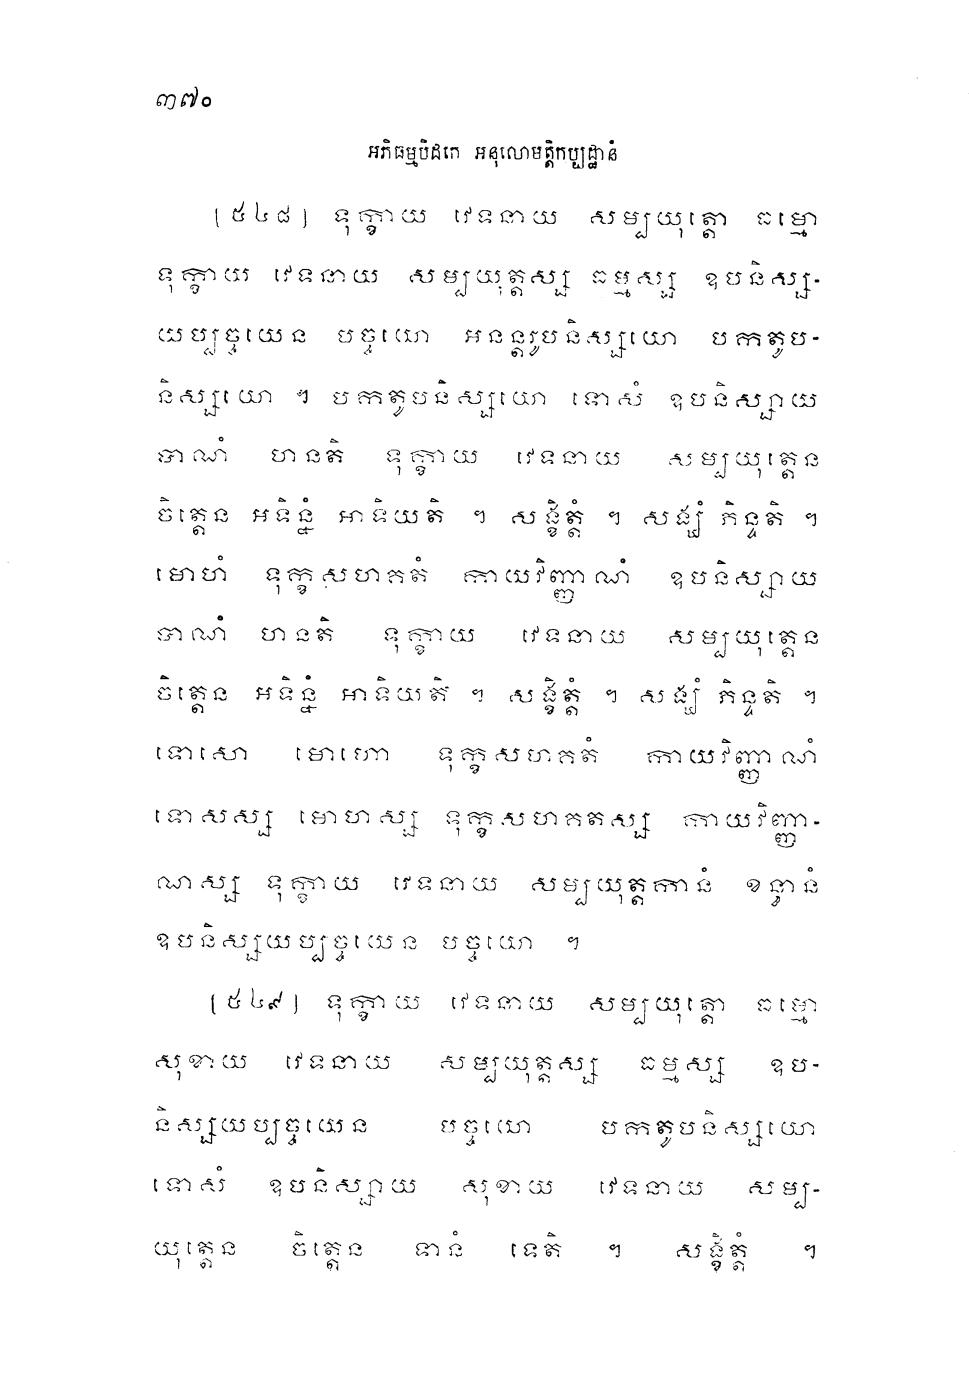 ៣៧០
អភិធម្មបិដកេ អនុលោមត្តិកប្បដ្ឋានំ
[៥៤៨] ទុក្ខាយ វេទនាយ សម្បយុត្តោ ធម្មោ
ទុក្ខាយ វេទនាយ សម្បយុត្តស្ស ធម្មស្ស ឧបនិស្ស-
យប្បច្ចយេន បច្ចយោ អនន្តរូបនិស្សយោ បកតូប-
និស្សយោ ។ បកតូបនិស្សយោ ទោសំ ឧបនិស្សាយ
បាណំ ហនតិ ទុក្ខាយ វេទនាយ សម្បយុត្តេន
ចិត្តេន អទិន្នំ អាទិយតិ ។ សង្ខិត្តំ ។ សង្ឃំ ភិន្ទតិ ។
មោហំ ទុក្ខសហគតំ កាយវិញ្ញាណំ ឧបនិស្សាយ
បាណំ ហនតិ ទុក្ខាយ វេទនាយ សម្បយុត្តេន
ចិត្តេន អទិន្នំ អាទិយតិ ។ សង្ខិត្តំ ។ សង្ឃំ ភិន្ទតិ ។
ទោសោ មោហោ ទុក្ខសហគតំ កាយវិញ្ញាណំ
ទោសស្ស មោហស្ស ទុក្ខសហគតស្ស កាយវិញ្ញា-
ណស្ស ទុក្ខាយ វេទនាយ សម្បយុត្តកានំ ខន្ធានំ
ឧបនិស្សយប្បច្ចយេន បច្ចយោ ។
[៥៤៩] ទុក្ខាយ វេទនាយ សម្បយុត្តោ ធម្មោ
សុខាយ វេទនាយ សម្បយុត្តស្ស ធម្មស្ស ឧប-
និស្សយប្បច្ចយេន បច្ចយោ បកតូបនិស្សយោ
ទោសំ ឧបនិស្សាយ សុខាយ វេទនាយ សម្ប-
យុត្តេន ចិត្តេន ទានំ ទេតិ ។ សង្ខិត្តំ ។